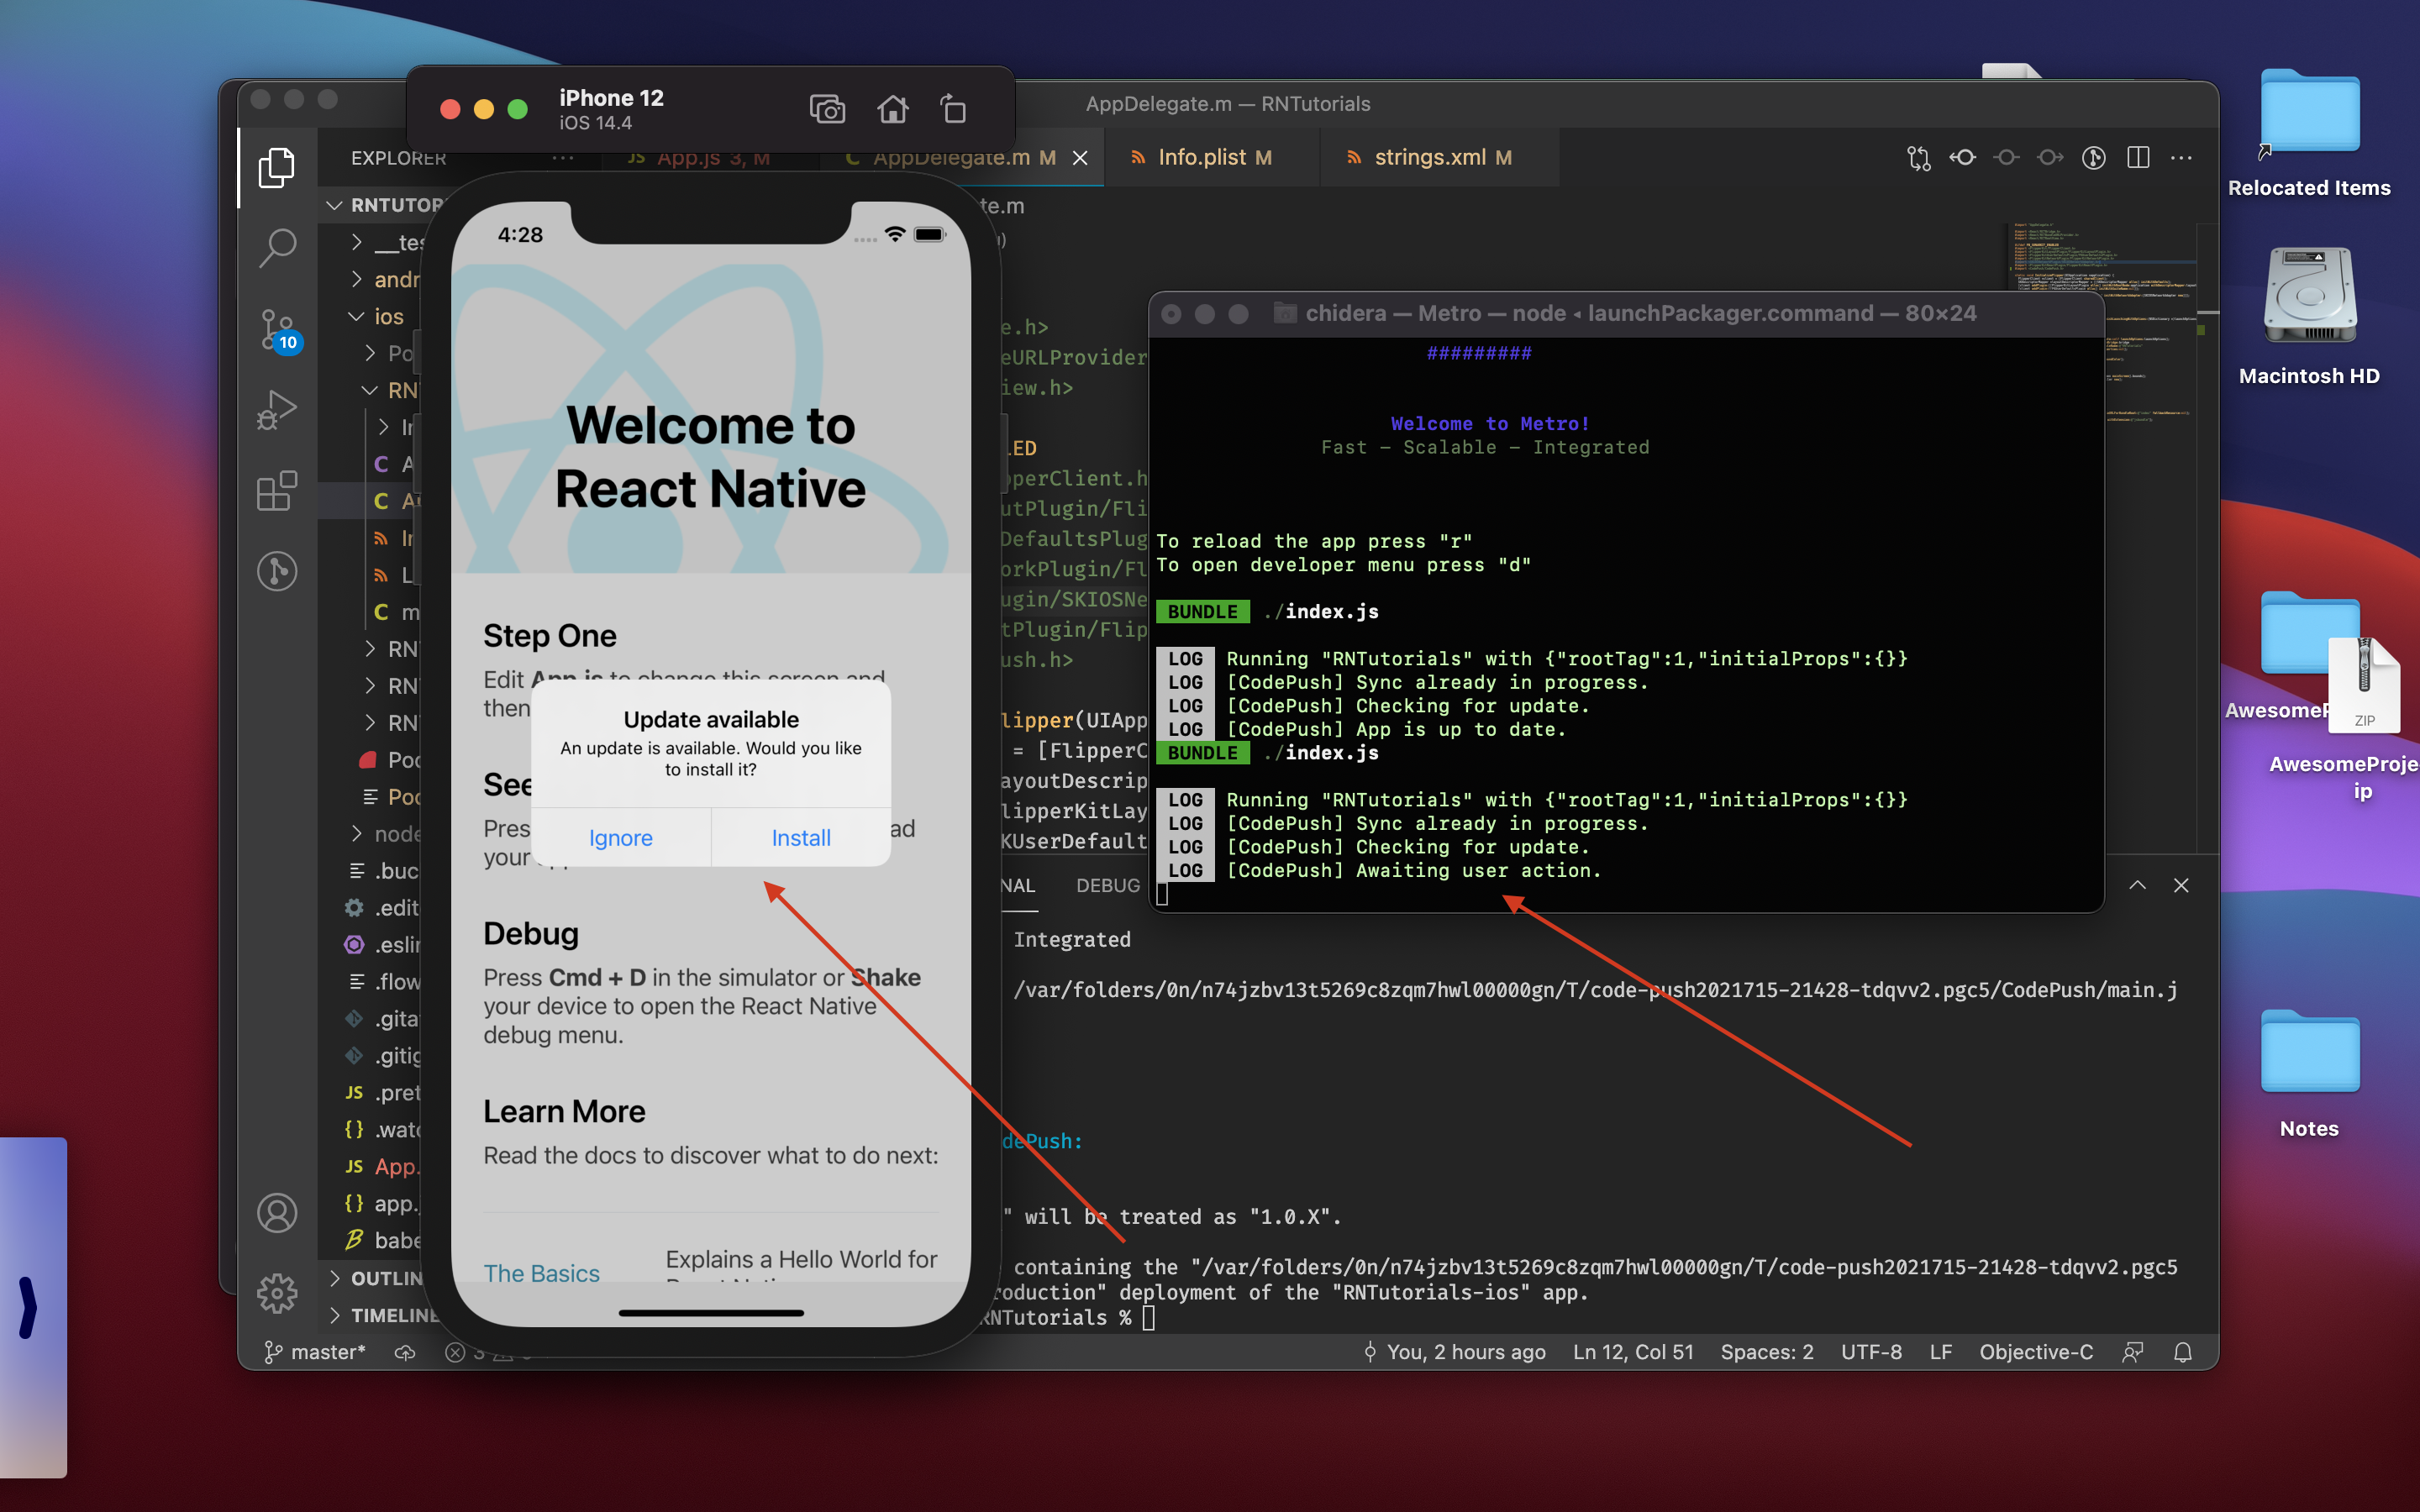 iPhone 12
iOS 14.4
AppDelegate.m — RNTutorials
EXPLORER
App.js 3, M
AppDelegate.m M
Info.plist M
strings.xml M
te.m
10
ios
4:28
Welcome to
React Native
Step One
Edit App.js to change this screen and
then
Update available
An update is available. Would you like
to install it?
Ignore
Install
See
Pres
ad
your
Debug
Press Cmd + D in the simulator or Shake
your device to open the React Native
debug menu.
Learn More
Read the docs to discover what to do next:
The Basics
Explains a Hello World for
RNTUTOR
__tes
andr
Po
RN
RN
RN
RN
Poc
Poc
node
.buc
.edit
.eslin
.flow
.gita
.gitig
.pret
.watc
App.
app.
babe
OUTLIN
TIMELINE
e.h>
eURLProvider
iew.h>
LED
pperClient.h
utPlugin/Fli
DefaultsPlug
orkPlugin/Fl
ugin/SKIOSNe
tPlugin/Flip
ush.h>
lipper(UIApp
= [FlipperC
ayoutDescrip
lipperKitLay
KUserDefault
chidera — Metro — node ◂ launchPackager.command — 80×24
#########
Welcome to Metro!
Fast - Scalable - Integrated
To reload the app press "r"
To open developer menu press "d"
BUNDLE ./index.js
LOG Running "RNTutorials" with {"rootTag":1,"initialProps":{}}
LOG [CodePush] Sync already in progress.
LOG [CodePush] Checking for update.
LOG [CodePush] App is up to date.
BUNDLE ./index.js
LOG Running "RNTutorials" with {"rootTag":1,"initialProps":{}}
LOG [CodePush] Sync already in progress.
LOG [CodePush] Checking for update.
LOG [CodePush] Awaiting user action.
NAL
DEBUG
Integrated
/var/folders/0n/n74jzbv13t5269c8zqm7hwl00000gn/T/code-push2021715-21428-tdqvv2.pgc5/CodePush/main.j
dePush:
" will be treated as "1.0.X".
containing the "/var/folders/0n/n74jzbv13t5269c8zqm7hwl00000gn/T/code-push2021715-21428-tdqvv2.pgc5
roduction" deployment of the "RNTutorials-ios" app.
RNTutorials %
master*
3
You, 2 hours ago
Ln 12, Col 51
Spaces: 2
UTF-8
LF
Objective-C
Relocated Items
Macintosh HD
AwesomeP
ZIP
AwesomeProje
ip
Notes